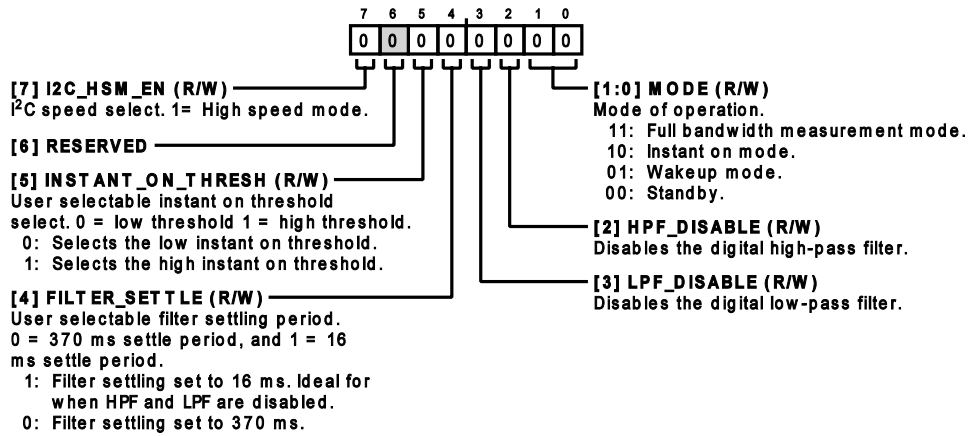 7 6 5 4 3 2 1 0
0 0 0 0 0 0 0 0
[7] I2C_HSM_EN (R/W)
I²C speed select. 1= High speed mode.
[6] RESERVED
[5] INSTANT_ON_THRESH (R/W)
User selectable instant on threshold
select. 0 = low threshold 1 = high threshold.
0: Selects the low instant on threshold.
1: Selects the high instant on threshold.
[4] FILTER_SETTLE (R/W)
User selectable filter settling period.
0 = 370 ms settle period, and 1 = 16
ms settle period.
1: Filter settling set to 16 ms. Ideal for
when HPF and LPF are disabled.
0: Filter settling set to 370 ms.
[1:0] MODE (R/W)
Mode of operation.
11: Full bandwidth measurement mode.
10: Instant on mode.
01: Wakeup mode.
00: Standby.
[2] HPF_DISABLE (R/W)
Disables the digital high-pass filter.
[3] LPF_DISABLE (R/W)
Disables the digital low-pass filter.